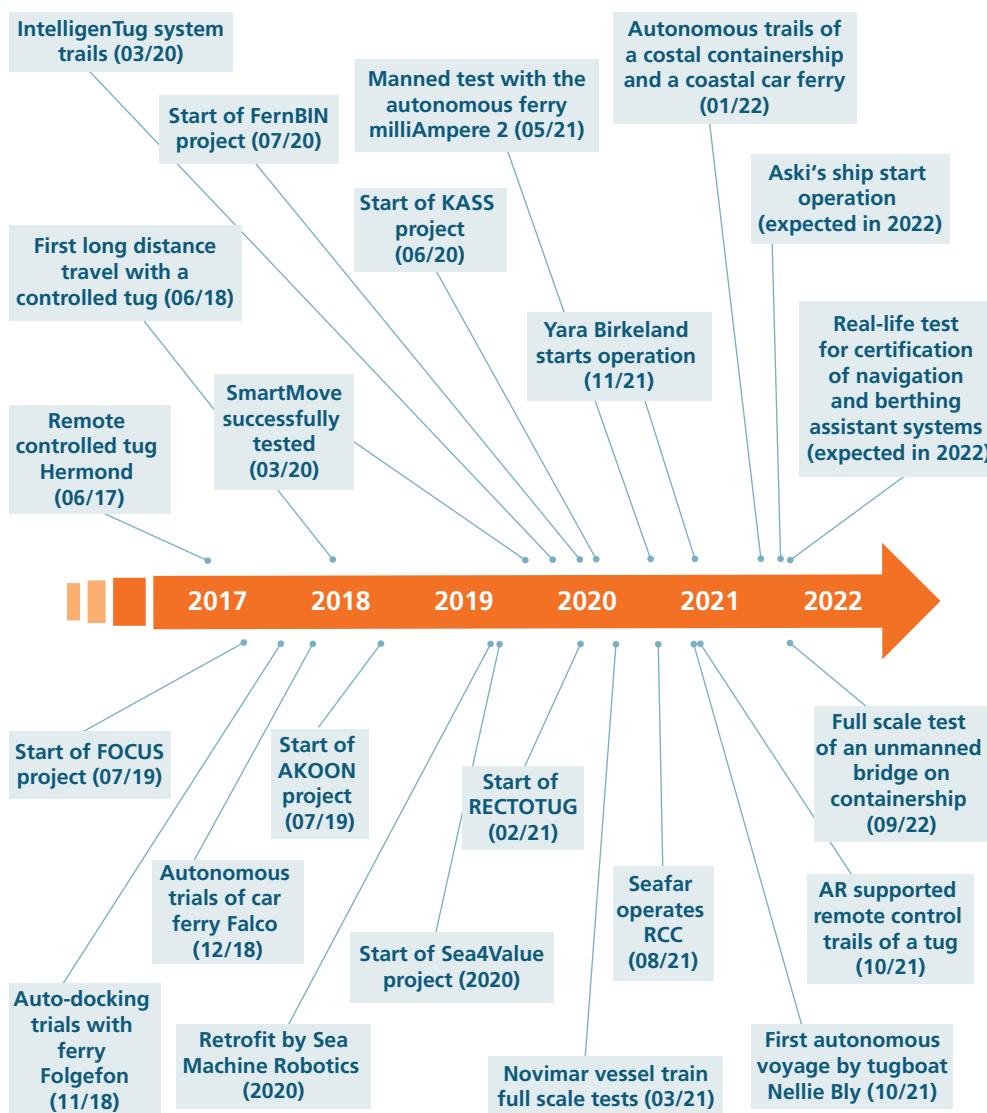 IntelligenTug system
trails (03/20)
Start of FernBIN
project (07/20)
Manned test with the
autonomous ferry
milliAmpere 2 (05/21)
Autonomous trails of
a costal containership
and a coastal car ferry
(01/22)
Aski's ship start
operation
(expected in 2022)
Start of KASS
project
(06/20)
First long distance
travel with a
controlled tug (06/18)
Yara Birkeland
starts operation
(11/21)
Real-life test
for certification
of navigation
and berthing
assistant systems
(expected in 2022)
SmartMove
successfully
tested
(03/20)
Remote
controlled tug
Hermond
(06/17)
2017
2018
2019
2020
2021
2022
Start of FOCUS
project (07/19)
Start of
AKOON
project
(07/19)
Start of
RECTOTUG
(02/21)
Full scale test
of an unmanned
bridge on
containership
(09/22)
Autonomous
trials of car
ferry Falco
(12/18)
Start of Sea4Value
project (2020)
Seafar
operates
RCC
(08/21)
AR supported
remote control
trails of a tug
(10/21)
Auto-docking
trials with
ferry
Folgefon
(11/18)
Retrofit by Sea
Machine Robotics
(2020)
Novimar vessel train
full scale tests (03/21)
First autonomous
voyage by tugboat
Nellie Bly (10/21)